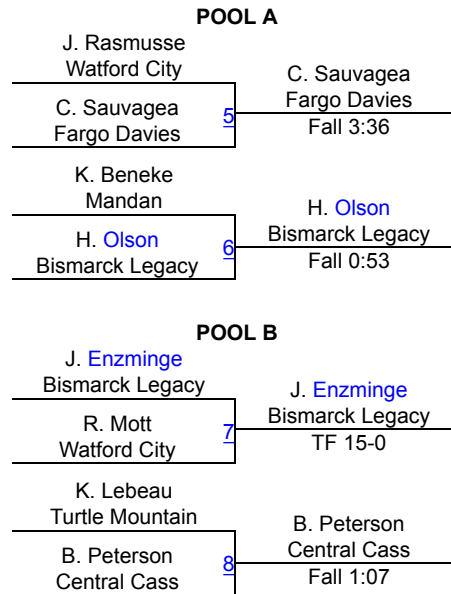 POOL A
J. Rasmusse
Watford City
C. Sauvagea
Fargo Davies
5
C. Sauvagea
Fargo Davies
Fall 3:36
K. Beneke
Mandan
H. Olson
Bismarck Legacy
6
H. Olson
Bismarck Legacy
Fall 0:53
POOL B
J. Enzminge
Bismarck Legacy
R. Mott
Watford City
7
J. Enzminge
Bismarck Legacy
TF 15-0
K. Lebeau
Turtle Mountain
B. Peterson
Central Cass
8
B. Peterson
Central Cass
Fall 1:07